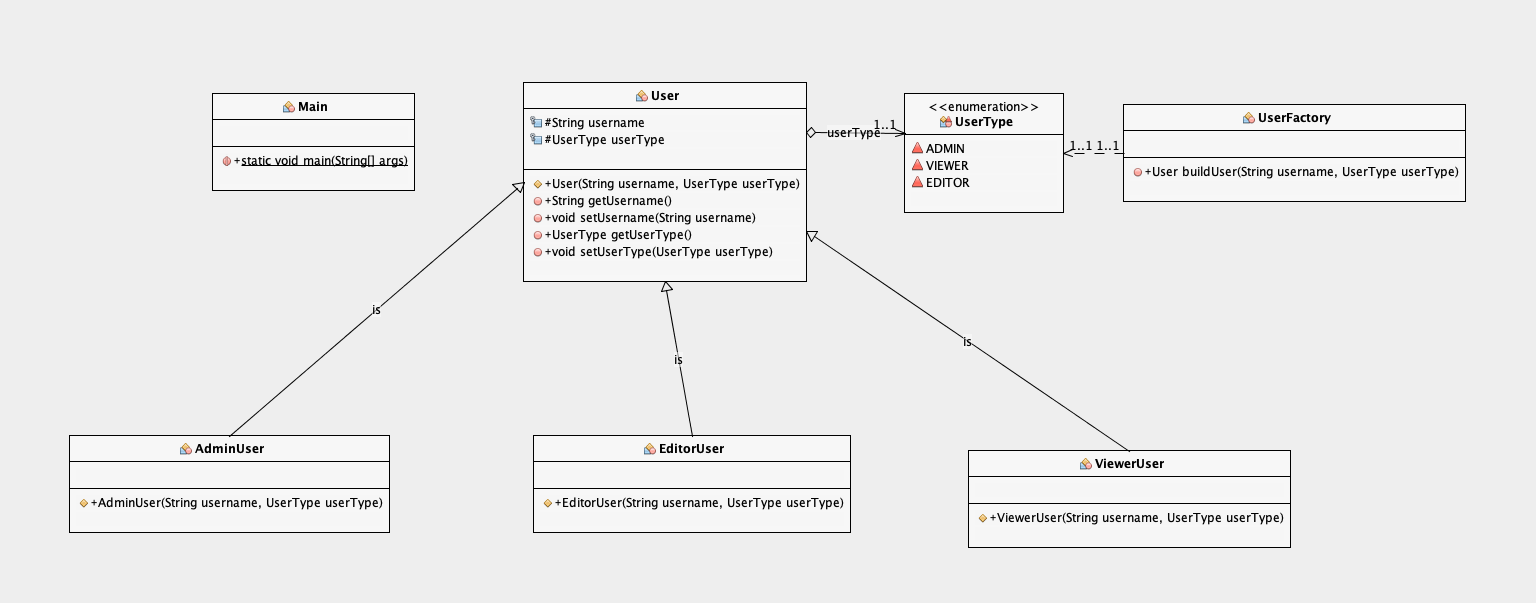 Main
+static void main(String[] args)
User
#String username
#UserType userType
+User(String username, UserType userType)
+String getUsername()
+void setUsername(String username)
+UserType getUserType()
+void setUserType(UserType userType)
userType
1..1
<<enumeration>>
UserType
ADMIN
VIEWER
EDITOR
1..1 1..1
UserFactory
+User buildUser(String username, UserType userType)
is
is
is
AdminUser
+AdminUser(String username, UserType userType)
EditorUser
+EditorUser(String username, UserType userType)
ViewerUser
+ViewerUser(String username, UserType userType)